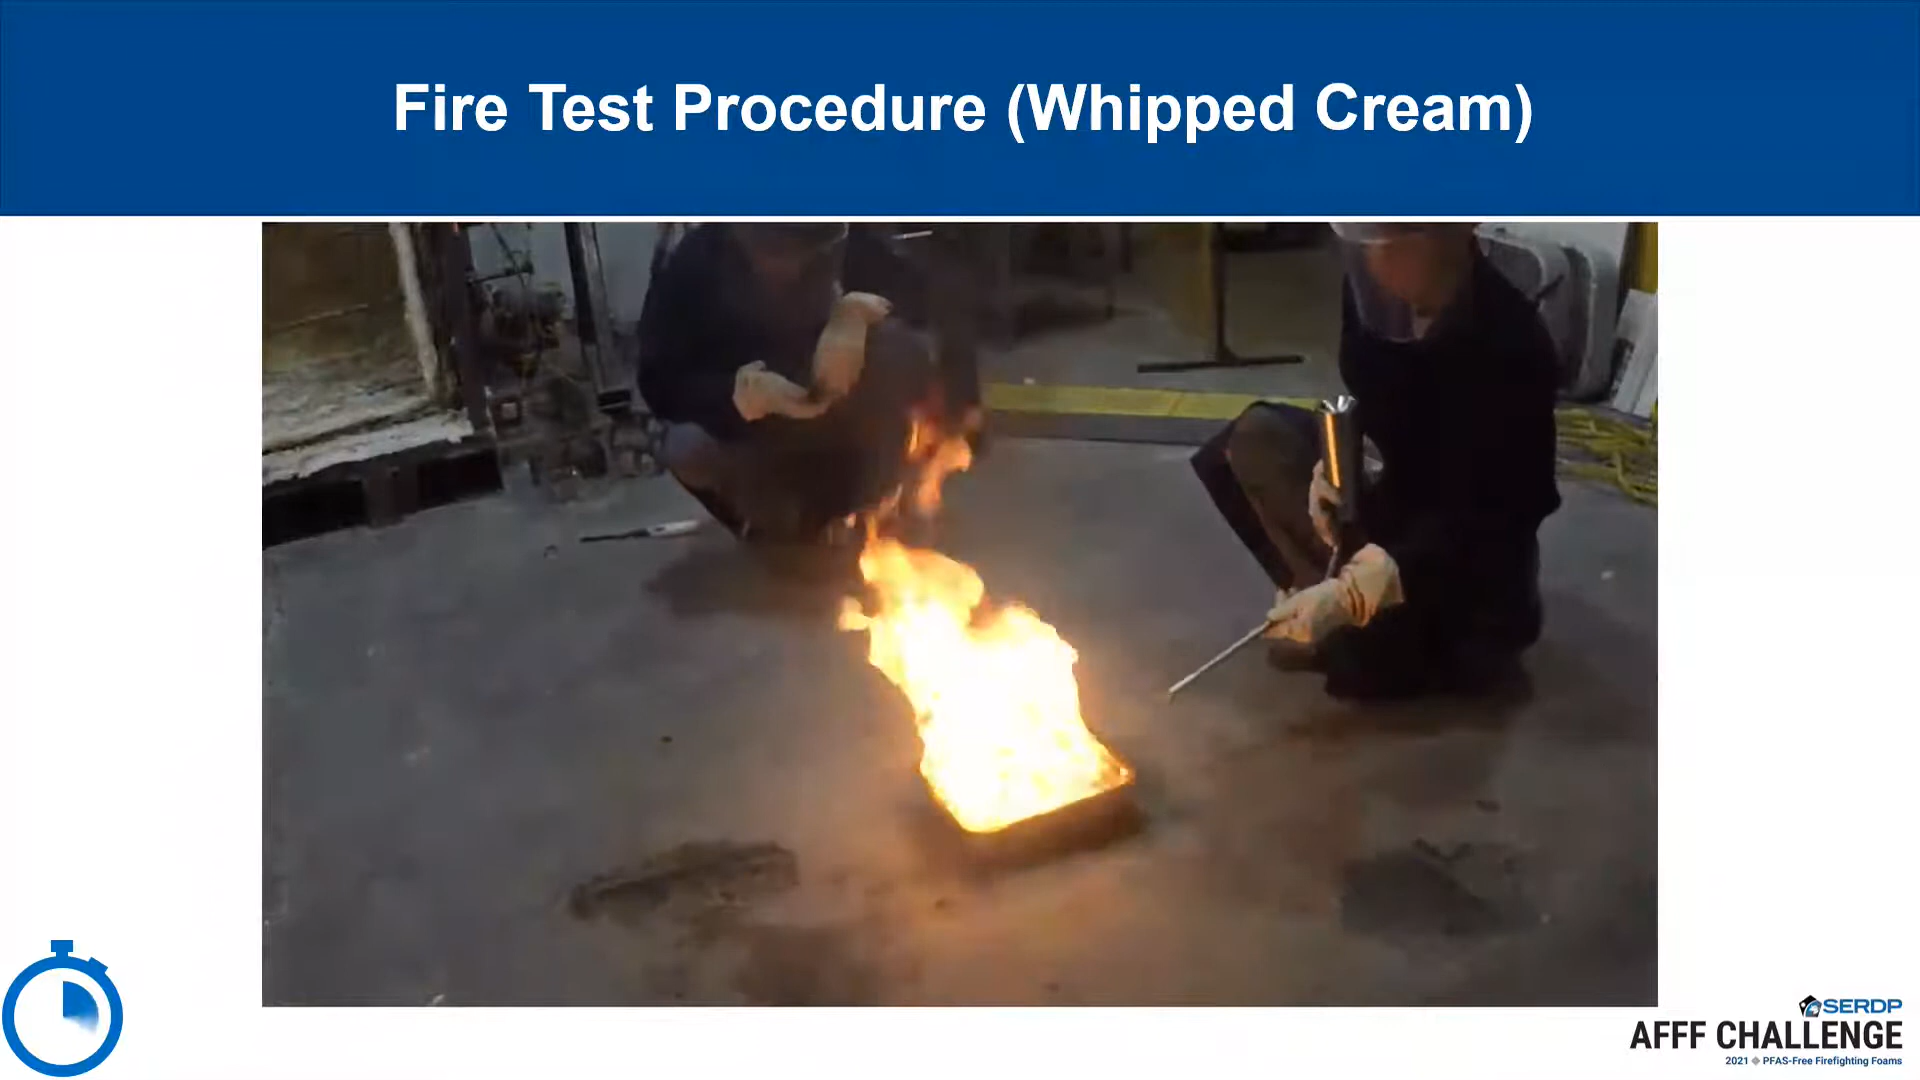 Fire Test Procedure (Whipped Cream)
SERDP
AFFF CHALLENGE
2021 ◆ PFAS-Free Firefighting Foams